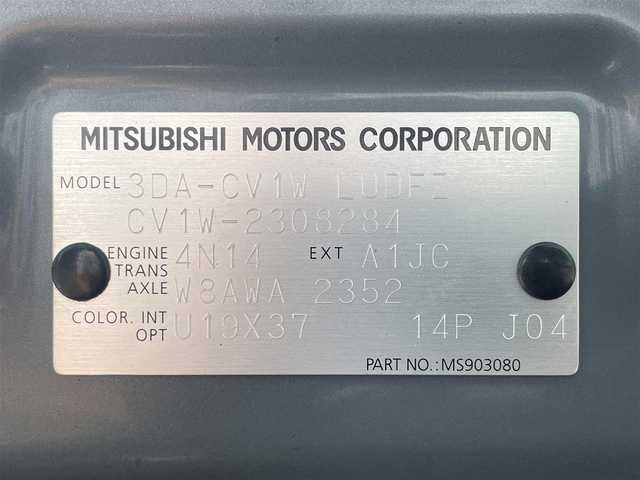 MITSUBISHI MOTORS CORPORATION
MODEL 3DA-CV1W LUDFZ
CV1W-2308284
ENGINE 4N14 EXT A1JC
TRANS AXLE W8AWA 2352
COLOR. INT OPT U19X37 14P J04
PART NO.:MS903080